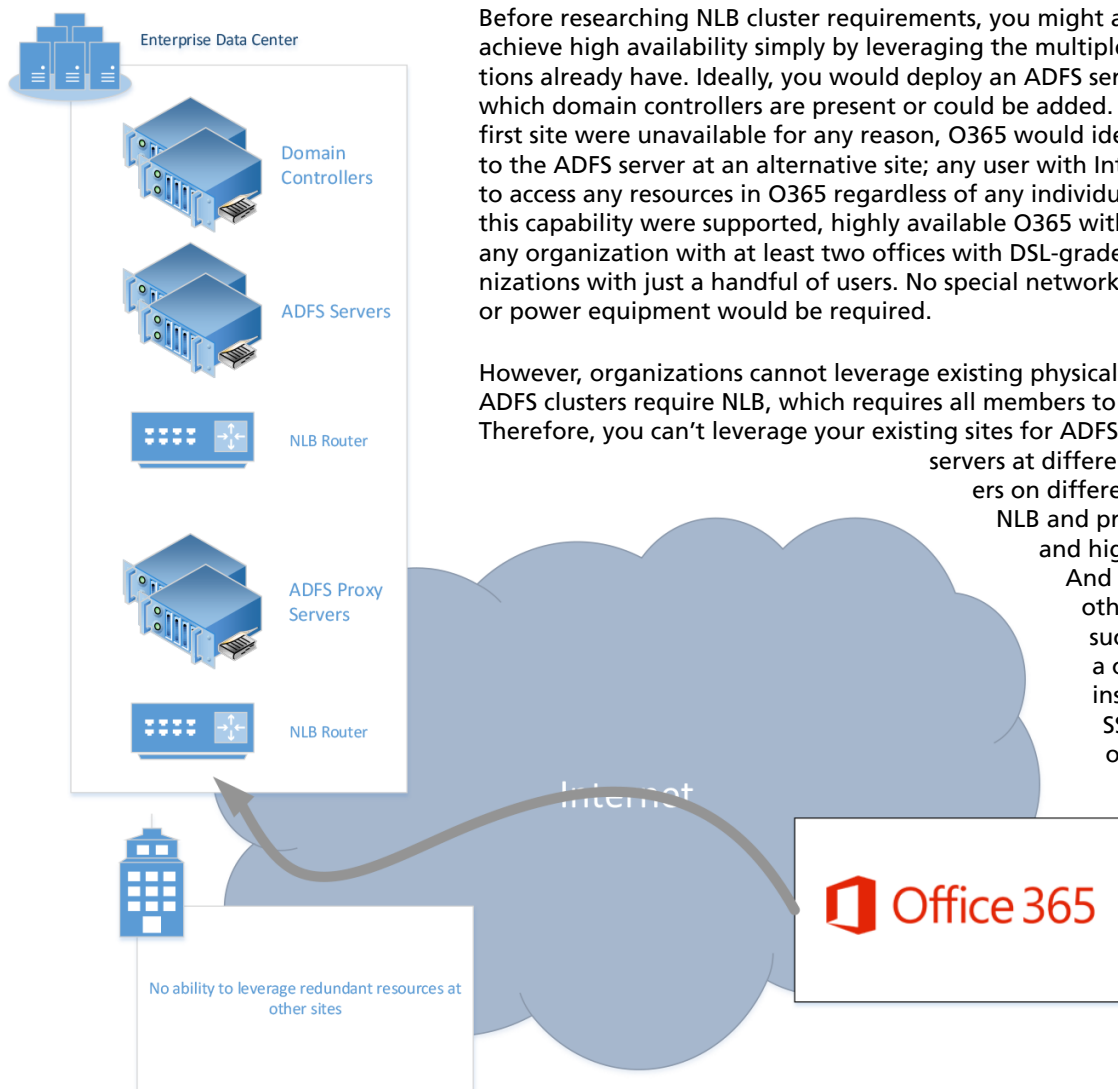 Enterprise Data Center
Domain
Controllers
ADFS Servers
NLB Router
ADFS Proxy
Servers
NLB Router
Before researching NLB cluster requirements, you might a
achieve high availability simply by leveraging the multiple
tions already have. Ideally, you would deploy an ADFS ser
which domain controllers are present or could be added.
first site were unavailable for any reason, O365 would ide
to the ADFS server at an alternative site; any user with Int
to access any resources in O365 regardless of any individu
this capability were supported, highly available O365 with
any organization with at least two offices with DSL-grade
nizations with just a handful of users. No special network
or power equipment would be required.
However, organizations cannot leverage existing physical
ADFS clusters require NLB, which requires all members to
Therefore, you can't leverage your existing sites for ADFS
servers at differe
ers on differe
NLB and pr
and hig
And
oth
suc
a c
ins
SS
o
Internet
Office 365
No ability to leverage redundant resources at
other sites